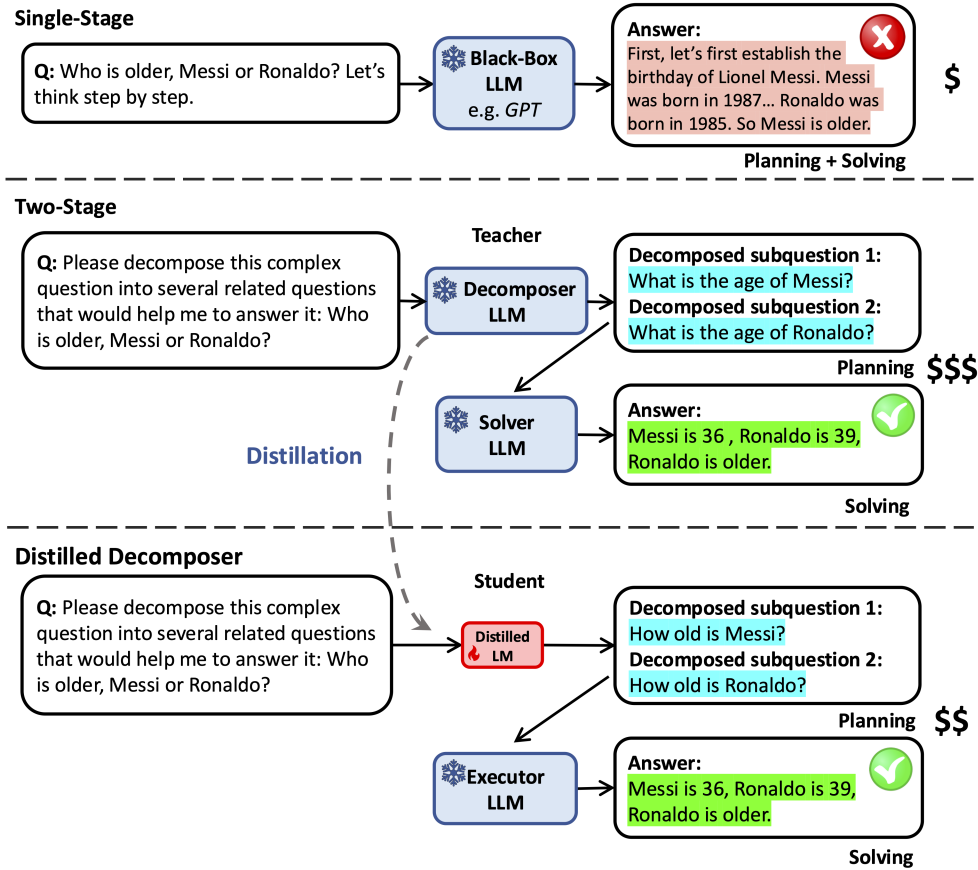 Single-Stage
Q: Who is older, Messi or Ronaldo? Let's
think step by step.
Black-Box
LLM
e.g. GPT
Answer:
First, let's first establish the
birthday of Lionel Messi. Messi
was born in 1987... Ronaldo was
born in 1985. So Messi is older.
$
Planning + Solving
Two-Stage
Q: Please decompose this complex
question into several related questions
that would help me to answer it: Who
is older, Messi or Ronaldo?
Teacher
Decomposer
LLM
Decomposed subquestion 1:
What is the age of Messi?
Decomposed subquestion 2:
What is the age of Ronaldo?
Planning
$$$
Solver
LLM
Answer:
Messi is 36 , Ronaldo is 39,
Ronaldo is older.
Solving
Distillation
Distilled Decomposer
Q: Please decompose this complex
question into several related questions
that would help me to answer it: Who
is older, Messi or Ronaldo?
Student
Distilled
LM
Decomposed subquestion 1:
How old is Messi?
Decomposed subquestion 2:
How old is Ronaldo?
Planning
$$
Executor
LLM
Answer:
Messi is 36, Ronaldo is 39,
Ronaldo is older.
Solving